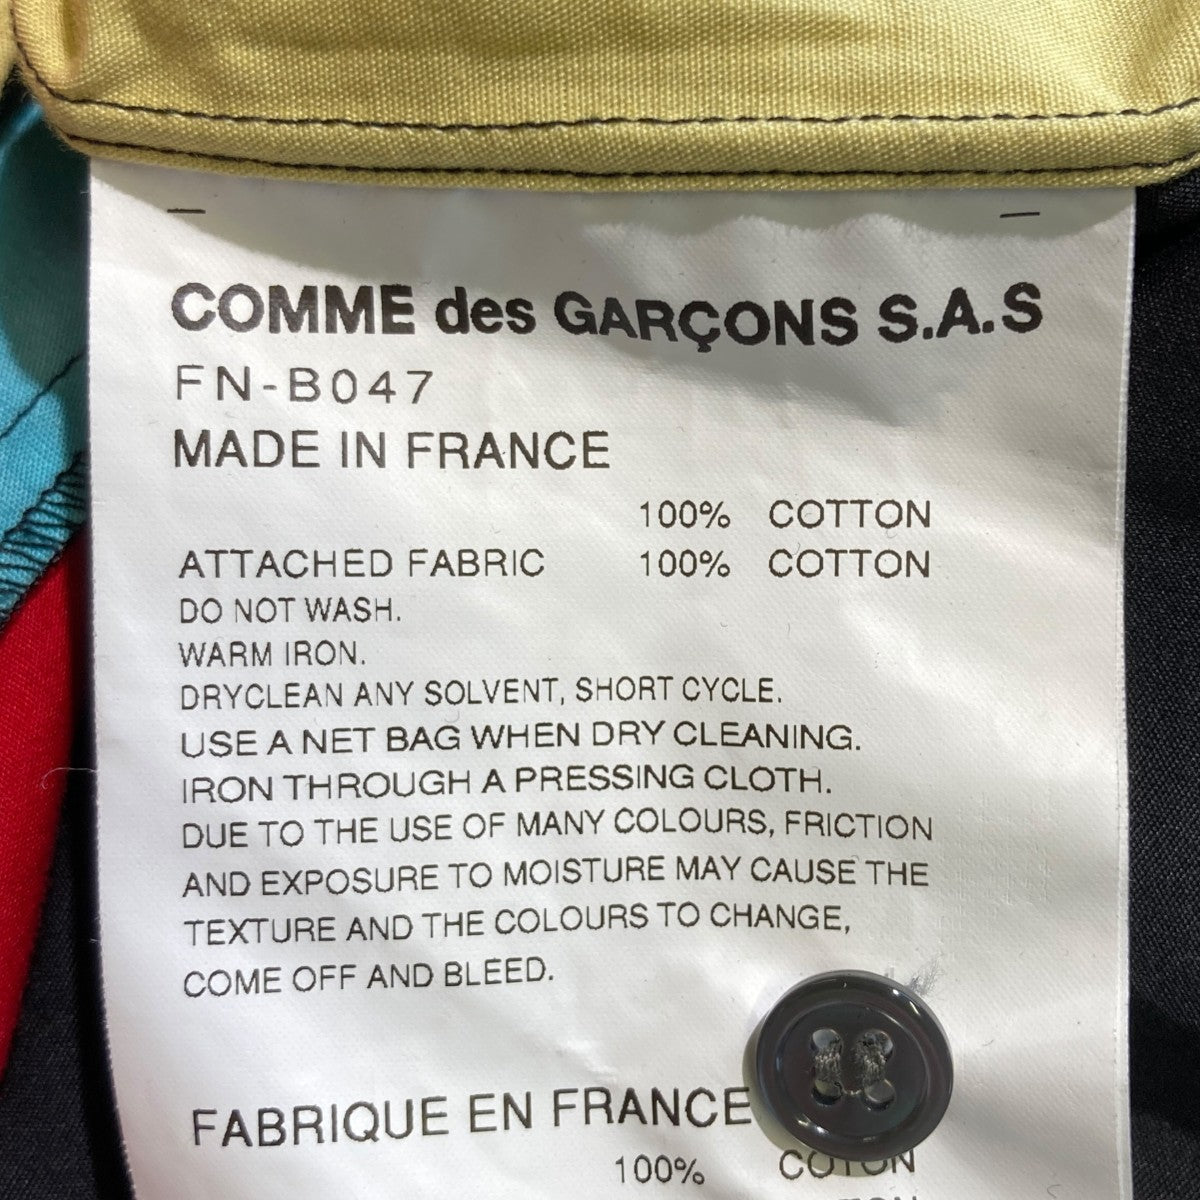 COMME des GARÇONS S.A.S
FN-B047
MADE IN FRANCE
100% COTTON
ATTACHED FABRIC 100% COTTON
DO NOT WASH.
WARM IRON.
DRYCLEAN ANY SOLVENT, SHORT CYCLE.
USE A NET BAG WHEN DRY CLEANING.
IRON THROUGH A PRESSING CLOTH.
DUE TO THE USE OF MANY COLOURS, FRICTION
AND EXPOSURE TO MOISTURE MAY CAUSE THE
TEXTURE AND THE COLOURS TO CHANGE,
COME OFF AND BLEED.
FABRIQUE EN FRANCE
100% COTON